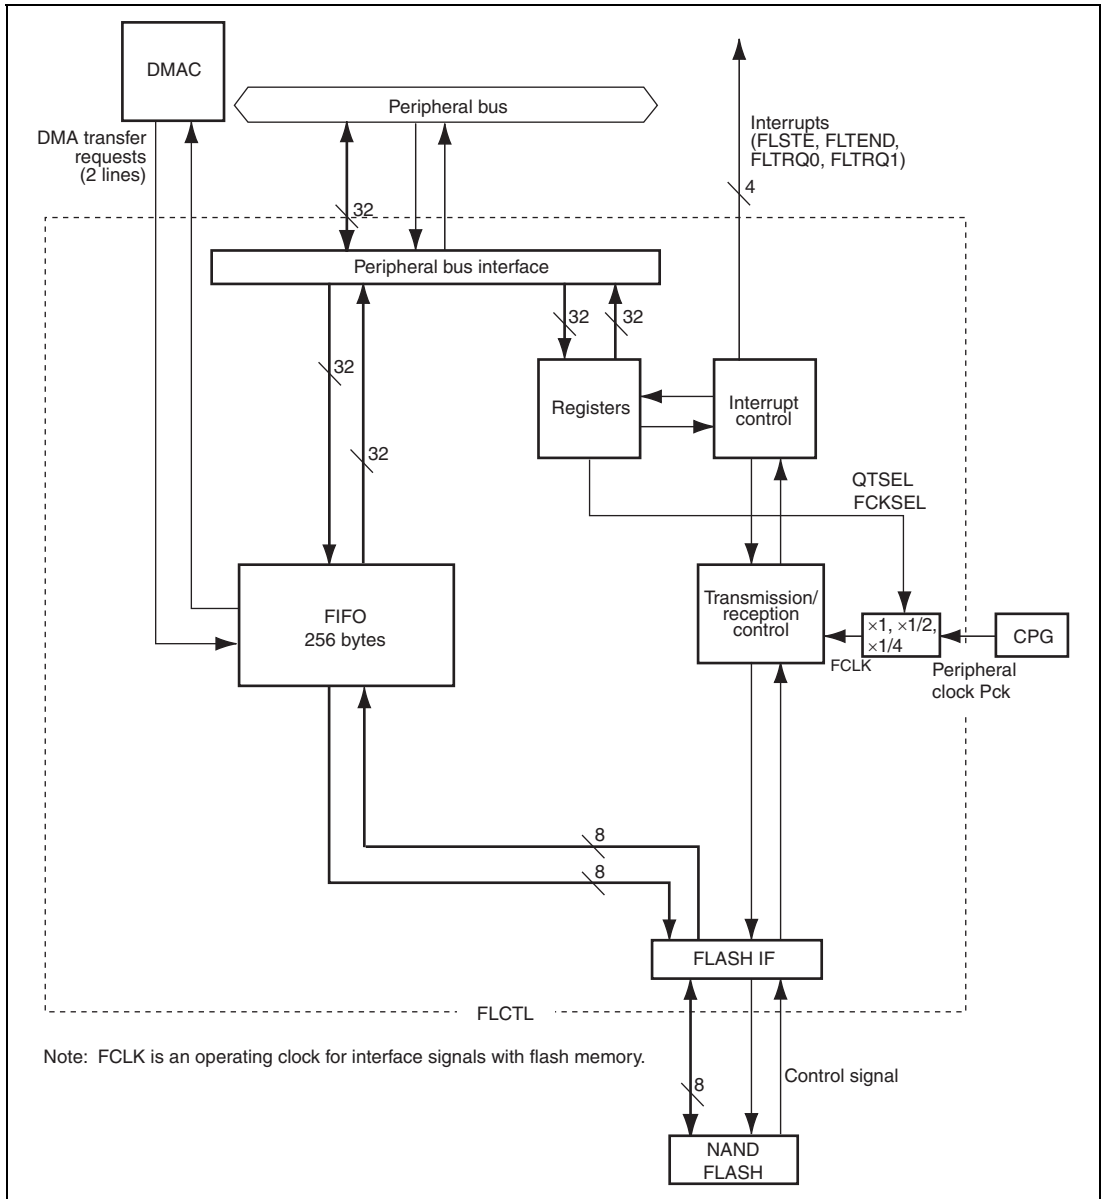 DMAC
Peripheral bus
DMA transfer
requests
(2 lines)
Interrupts
(FLSTE, FLTEND,
FLTRQ0, FLTRQ1)
4
32
Peripheral bus interface
32
32
32
32
Registers
Interrupt
control
QTSEL
FCKSEL
FIFO
256 bytes
Transmission/
reception
control
×1, ×1/2,
×1/4
CPG
FCLK
Peripheral
clock Pck
8
8
FLASH IF
FLCTL
Note: FCLK is an operating clock for interface signals with flash memory.
8
Control signal
NAND
FLASH